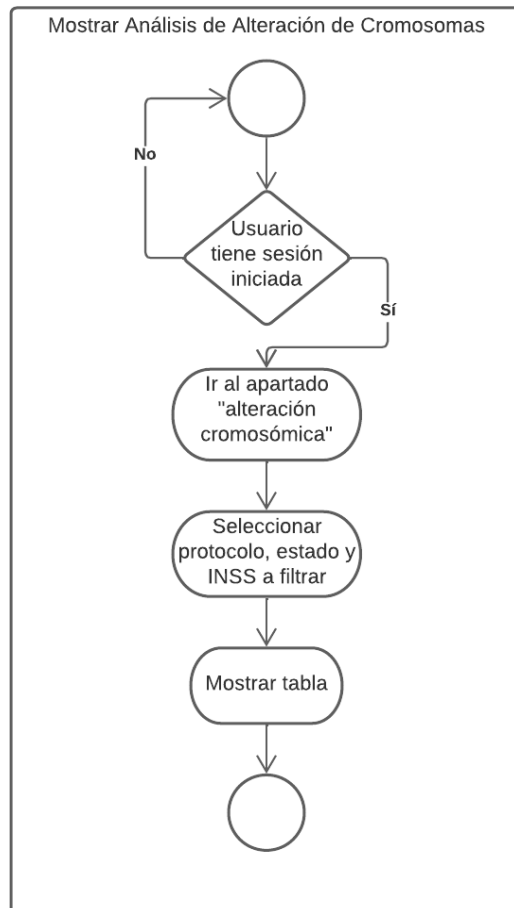 Mostrar Análisis de Alteración de Cromosomas
No
Usuario
tiene sesión
iniciada
Sí
Ir al apartado
"alteración
cromosómica"
Seleccionar
protocolo, estado y
INSS a filtrar
Mostrar tabla